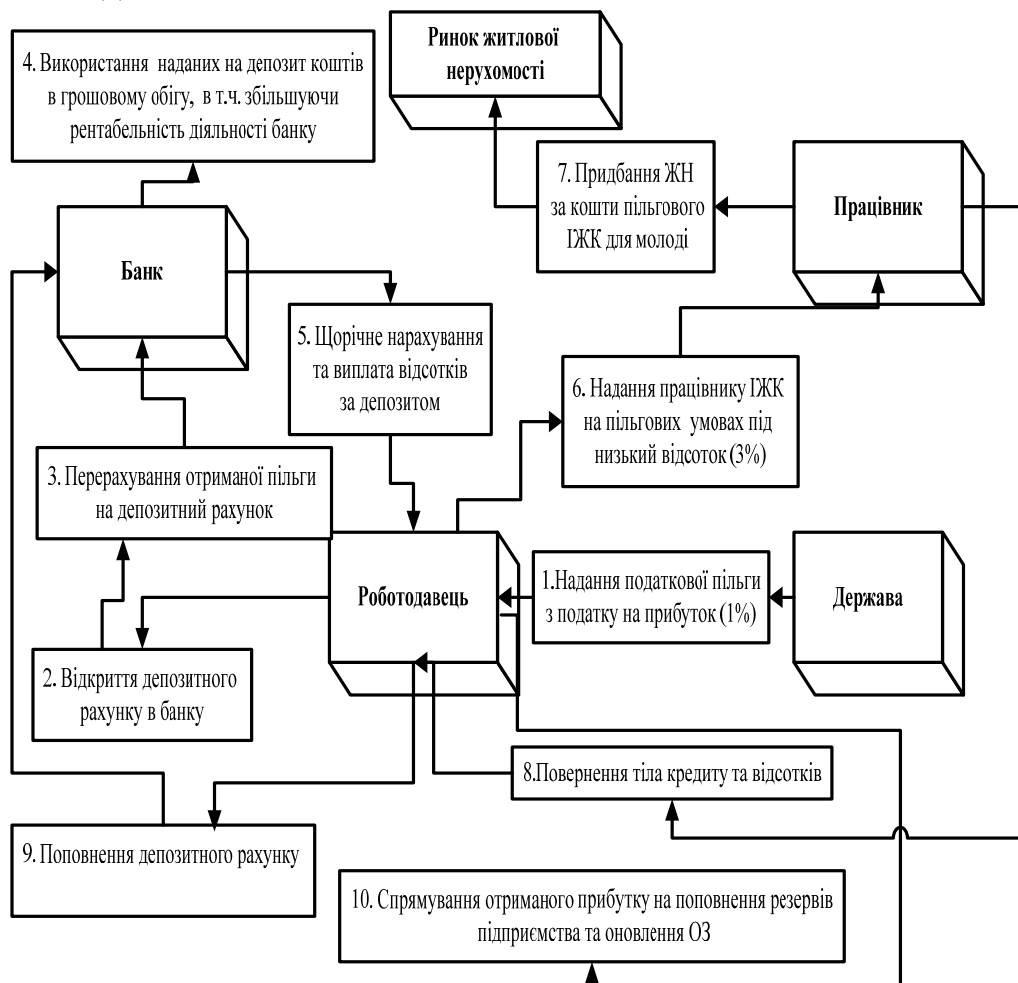 4. Використання наданих на депозит коштів
в грошовому обігу, в т.ч. збільшуючи
рентабельність діяльності банку
Ринок житлової
нерухомості
7. Придбання ЖН
за кошти пільгового
ІЖК для молоді
Працівник
Банк
5. Щорічне нарахування
та виплата відсотків
за депозитом
6. Надання працівнику ІЖК
на пільгових умовах під
низький відсоток (3%)
3. Перерахування отриманої пільги
на депозитний рахунок
Роботодавець
1.Надання податкової пільги
з податку на прибуток (1%)
Держава
2. Відкриття депозитного
рахунку в банку
8.Повернення тіла кредиту та відсотків
9. Поповнення депозитного рахунку
10. Спрямування отриманого прибутку на поповнення резервів
підприємства та оновлення ОЗ